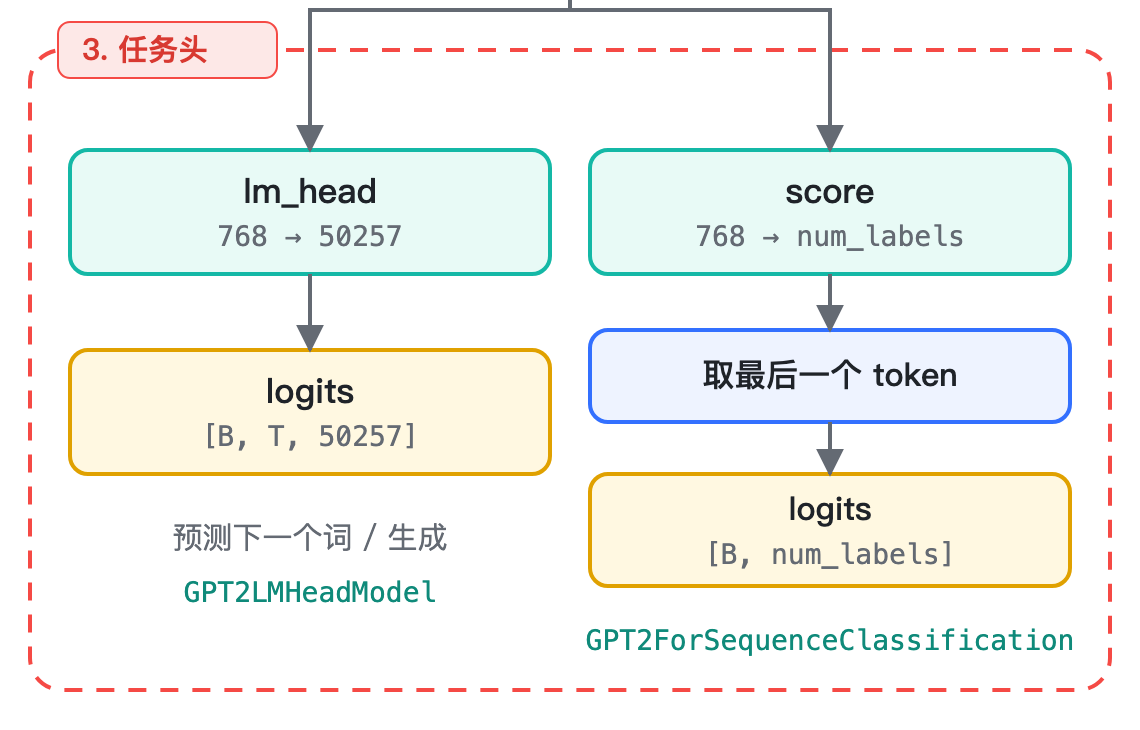 3. 任务头
lm_head
768 → 50257
logits
[B, T, 50257]
预测下一个词 / 生成
GPT2LMHeadModel
score
768 → num_labels
取最后一个 token
logits
[B, num_labels]
GPT2ForSequenceClassification